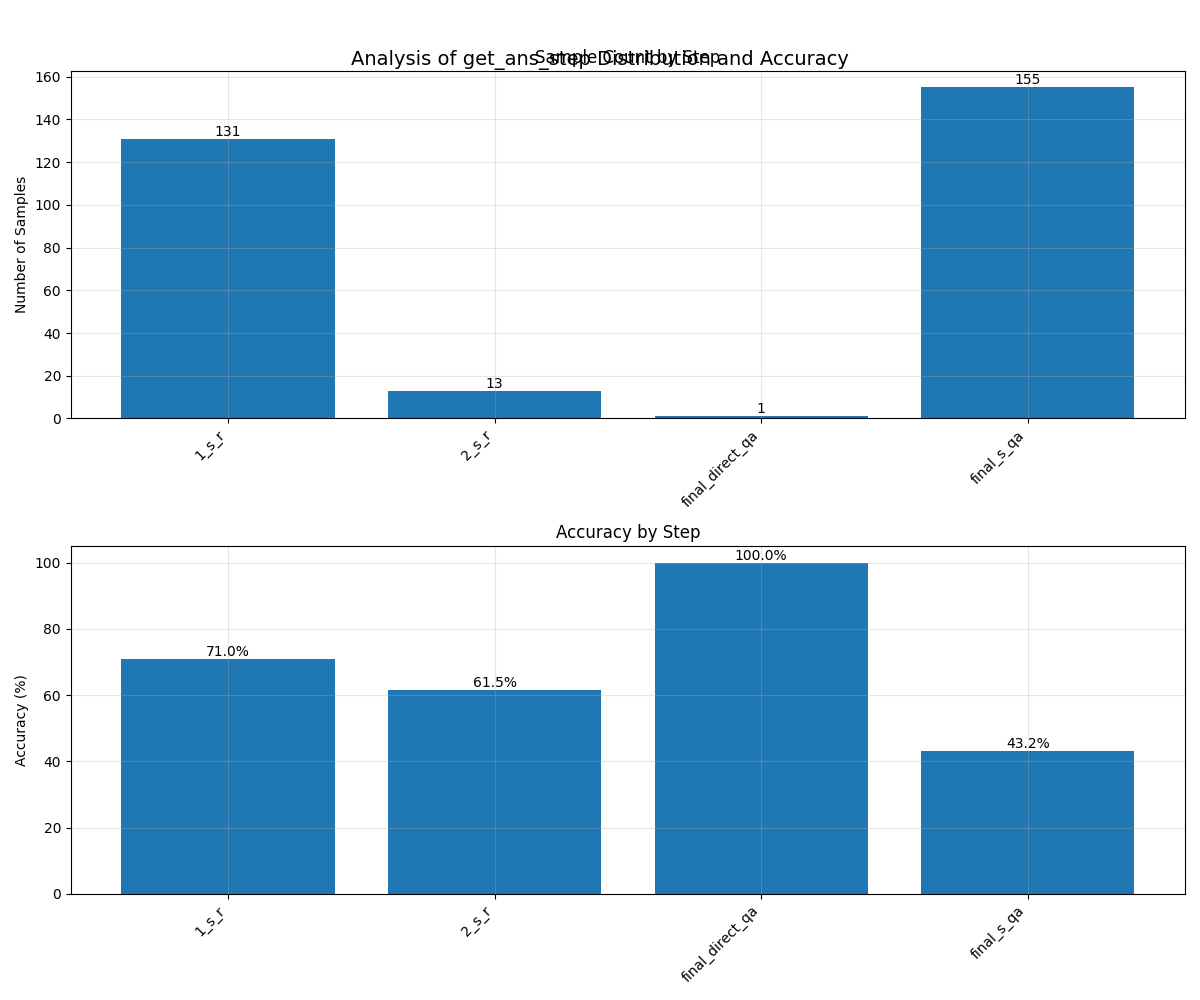 Analysis of get_ans_step Distribution and Accuracy
Sample Count by Step
160
140
120
100
80
60
40
20
0
Number of Samples
131
13
1
155
1_s_r
2_s_r
final_direct_qa
final_s_qa
Accuracy by Step
100
80
60
40
20
0
Accuracy (%)
71.0%
61.5%
100.0%
43.2%
1_s_r
2_s_r
final_direct_qa
final_s_qa